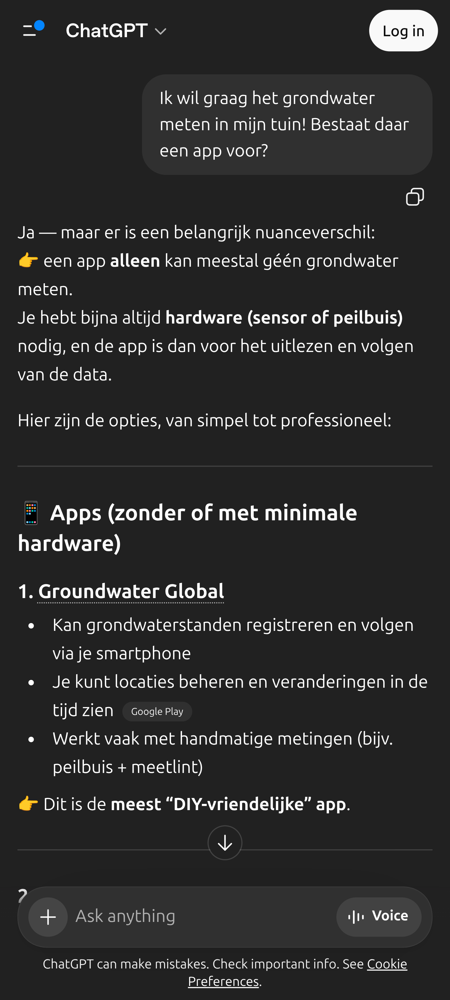 ChatGPT
Log in
Ik wil graag het grondwater
meten in mijn tuin! Bestaat daar
een app voor?
Ja — maar er is een belangrijk nuanceverschil:
👉 een app alleen kan meestal géén grondwater
meten.
Je hebt bijna altijd hardware (sensor of peilbuis)
nodig, en de app is dan voor het uitlezen en volgen
van de data.
Hier zijn de opties, van simpel tot professioneel:
📱 Apps (zonder of met minimale
hardware)
1. Groundwater Global
• Kan grondwaterstanden registreren en volgen
via je smartphone
• Je kunt locaties beheren en veranderingen in de
tijd zien Google Play
• Werkt vaak met handmatige metingen (bijv.
peilbuis + meetlint)
👉 Dit is de meest “DIY-vriendelijke” app.
2
Ask anything
Voice
ChatGPT can make mistakes. Check important info. See Cookie
Preferences.